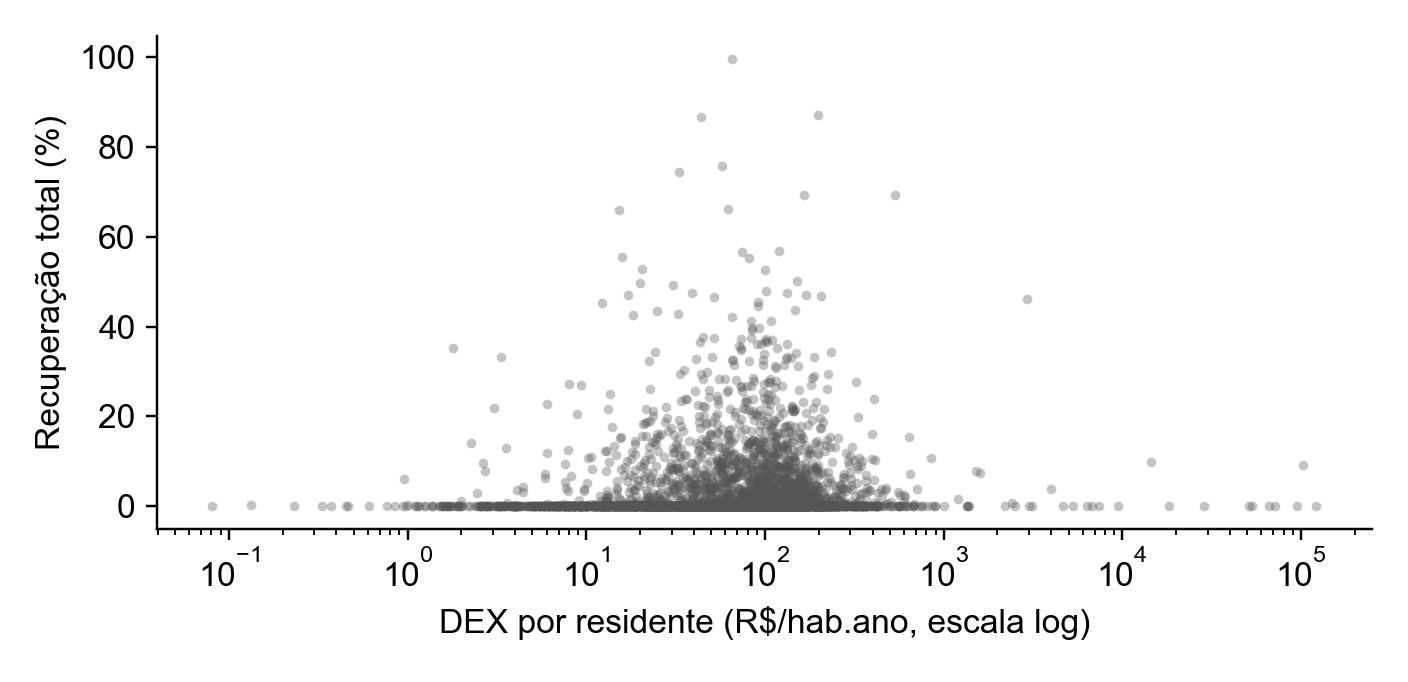 Recuperação total (%)
100
80
60
40
20
0
10⁻¹ 10⁰ 10¹ 10² 10³ 10⁴ 10⁵
DEX por residente (R$/hab.ano, escala log)